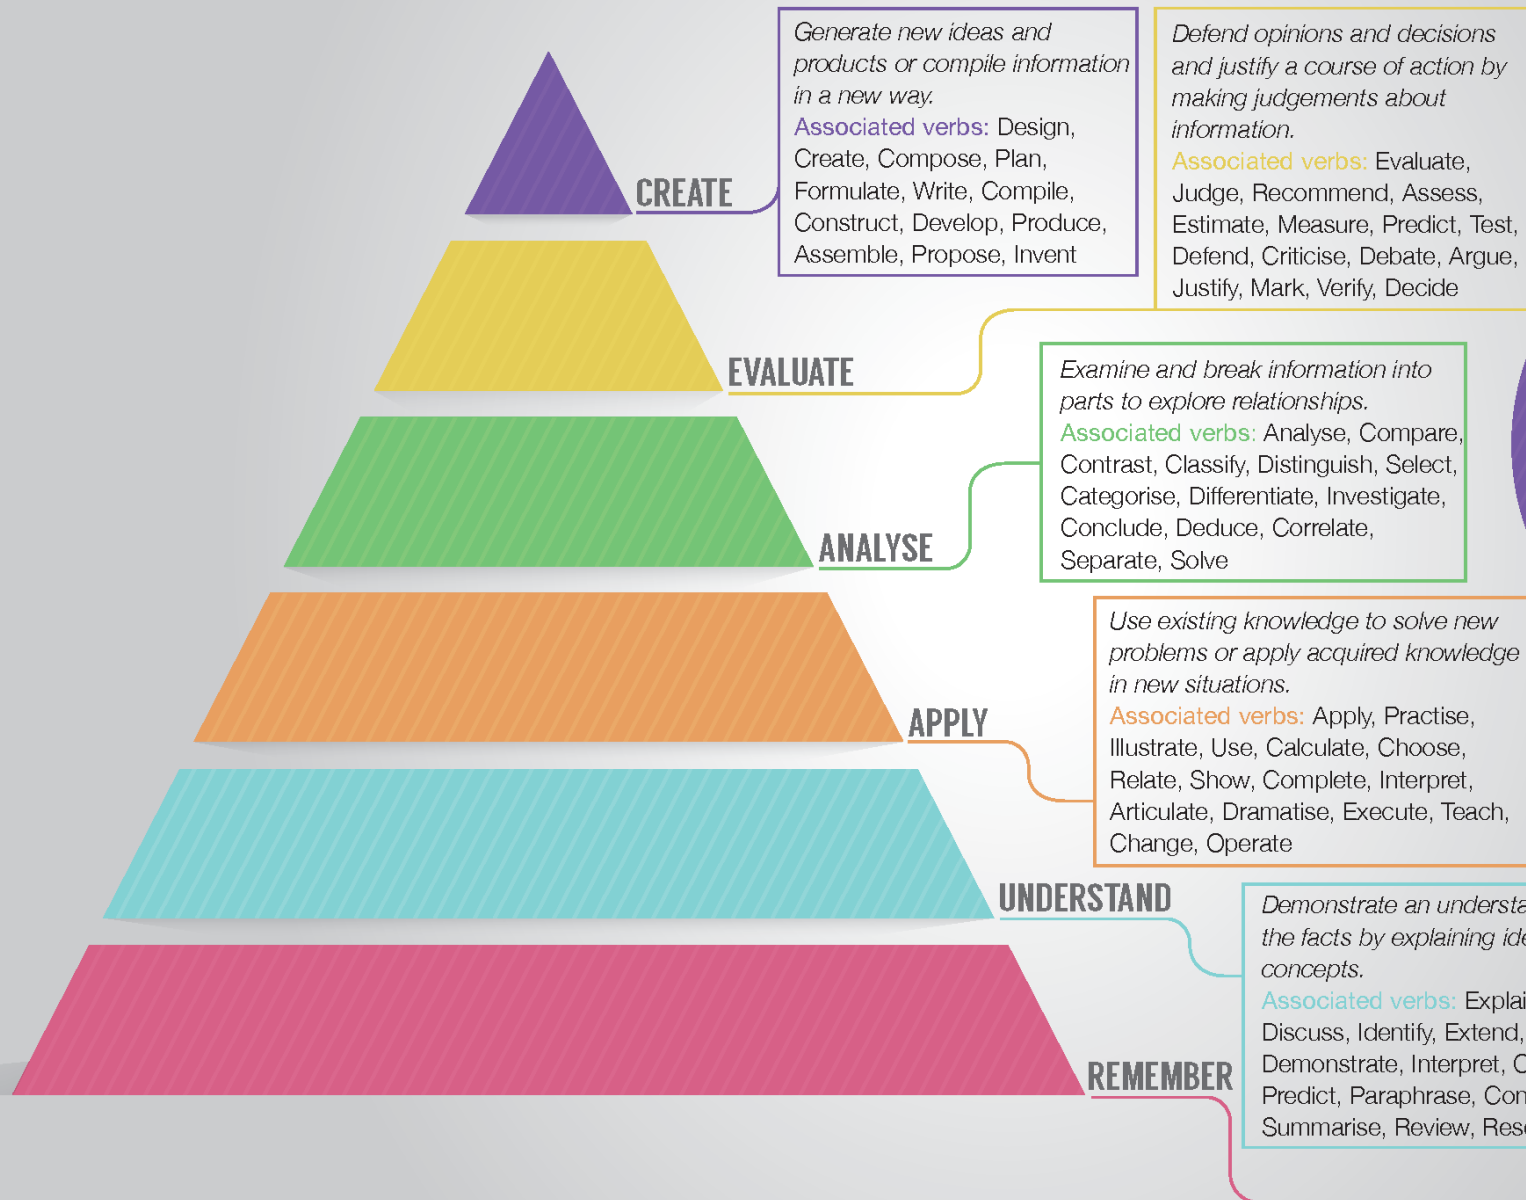 Generate new ideas and
products or compile information
in a new way.
Associated verbs: Design,
Create, Compose, Plan,
Formulate, Write, Compile,
Construct, Develop, Produce,
Assemble, Propose, Invent
CREATE
Defend opinions and decisions
and justify a course of action by
making judgements about
information.
Associated verbs: Evaluate,
Judge, Recommend, Assess,
Estimate, Measure, Predict, Test,
Defend, Criticise, Debate, Argue,
Justify, Mark, Verify, Decide
EVALUATE
Examine and break information into
parts to explore relationships.
Associated verbs: Analyse, Compare,
Contrast, Classify, Distinguish, Select,
Categorise, Differentiate, Investigate,
Conclude, Deduce, Correlate,
Separate, Solve
ANALYSE
Use existing knowledge to solve new
problems or apply acquired knowledge
in new situations.
Associated verbs: Apply, Practise,
Illustrate, Use, Calculate, Choose,
Relate, Show, Complete, Interpret,
Articulate, Dramatise, Execute, Teach,
Change, Operate
APPLY
UNDERSTAND
Demonstrate an
the facts by explaining
concepts.
Associated verbs:
Discuss, Identify, Extend,
Demonstrate, Interpret,
Predict, Paraphrase,
Summarise, Review,
REMEMBER